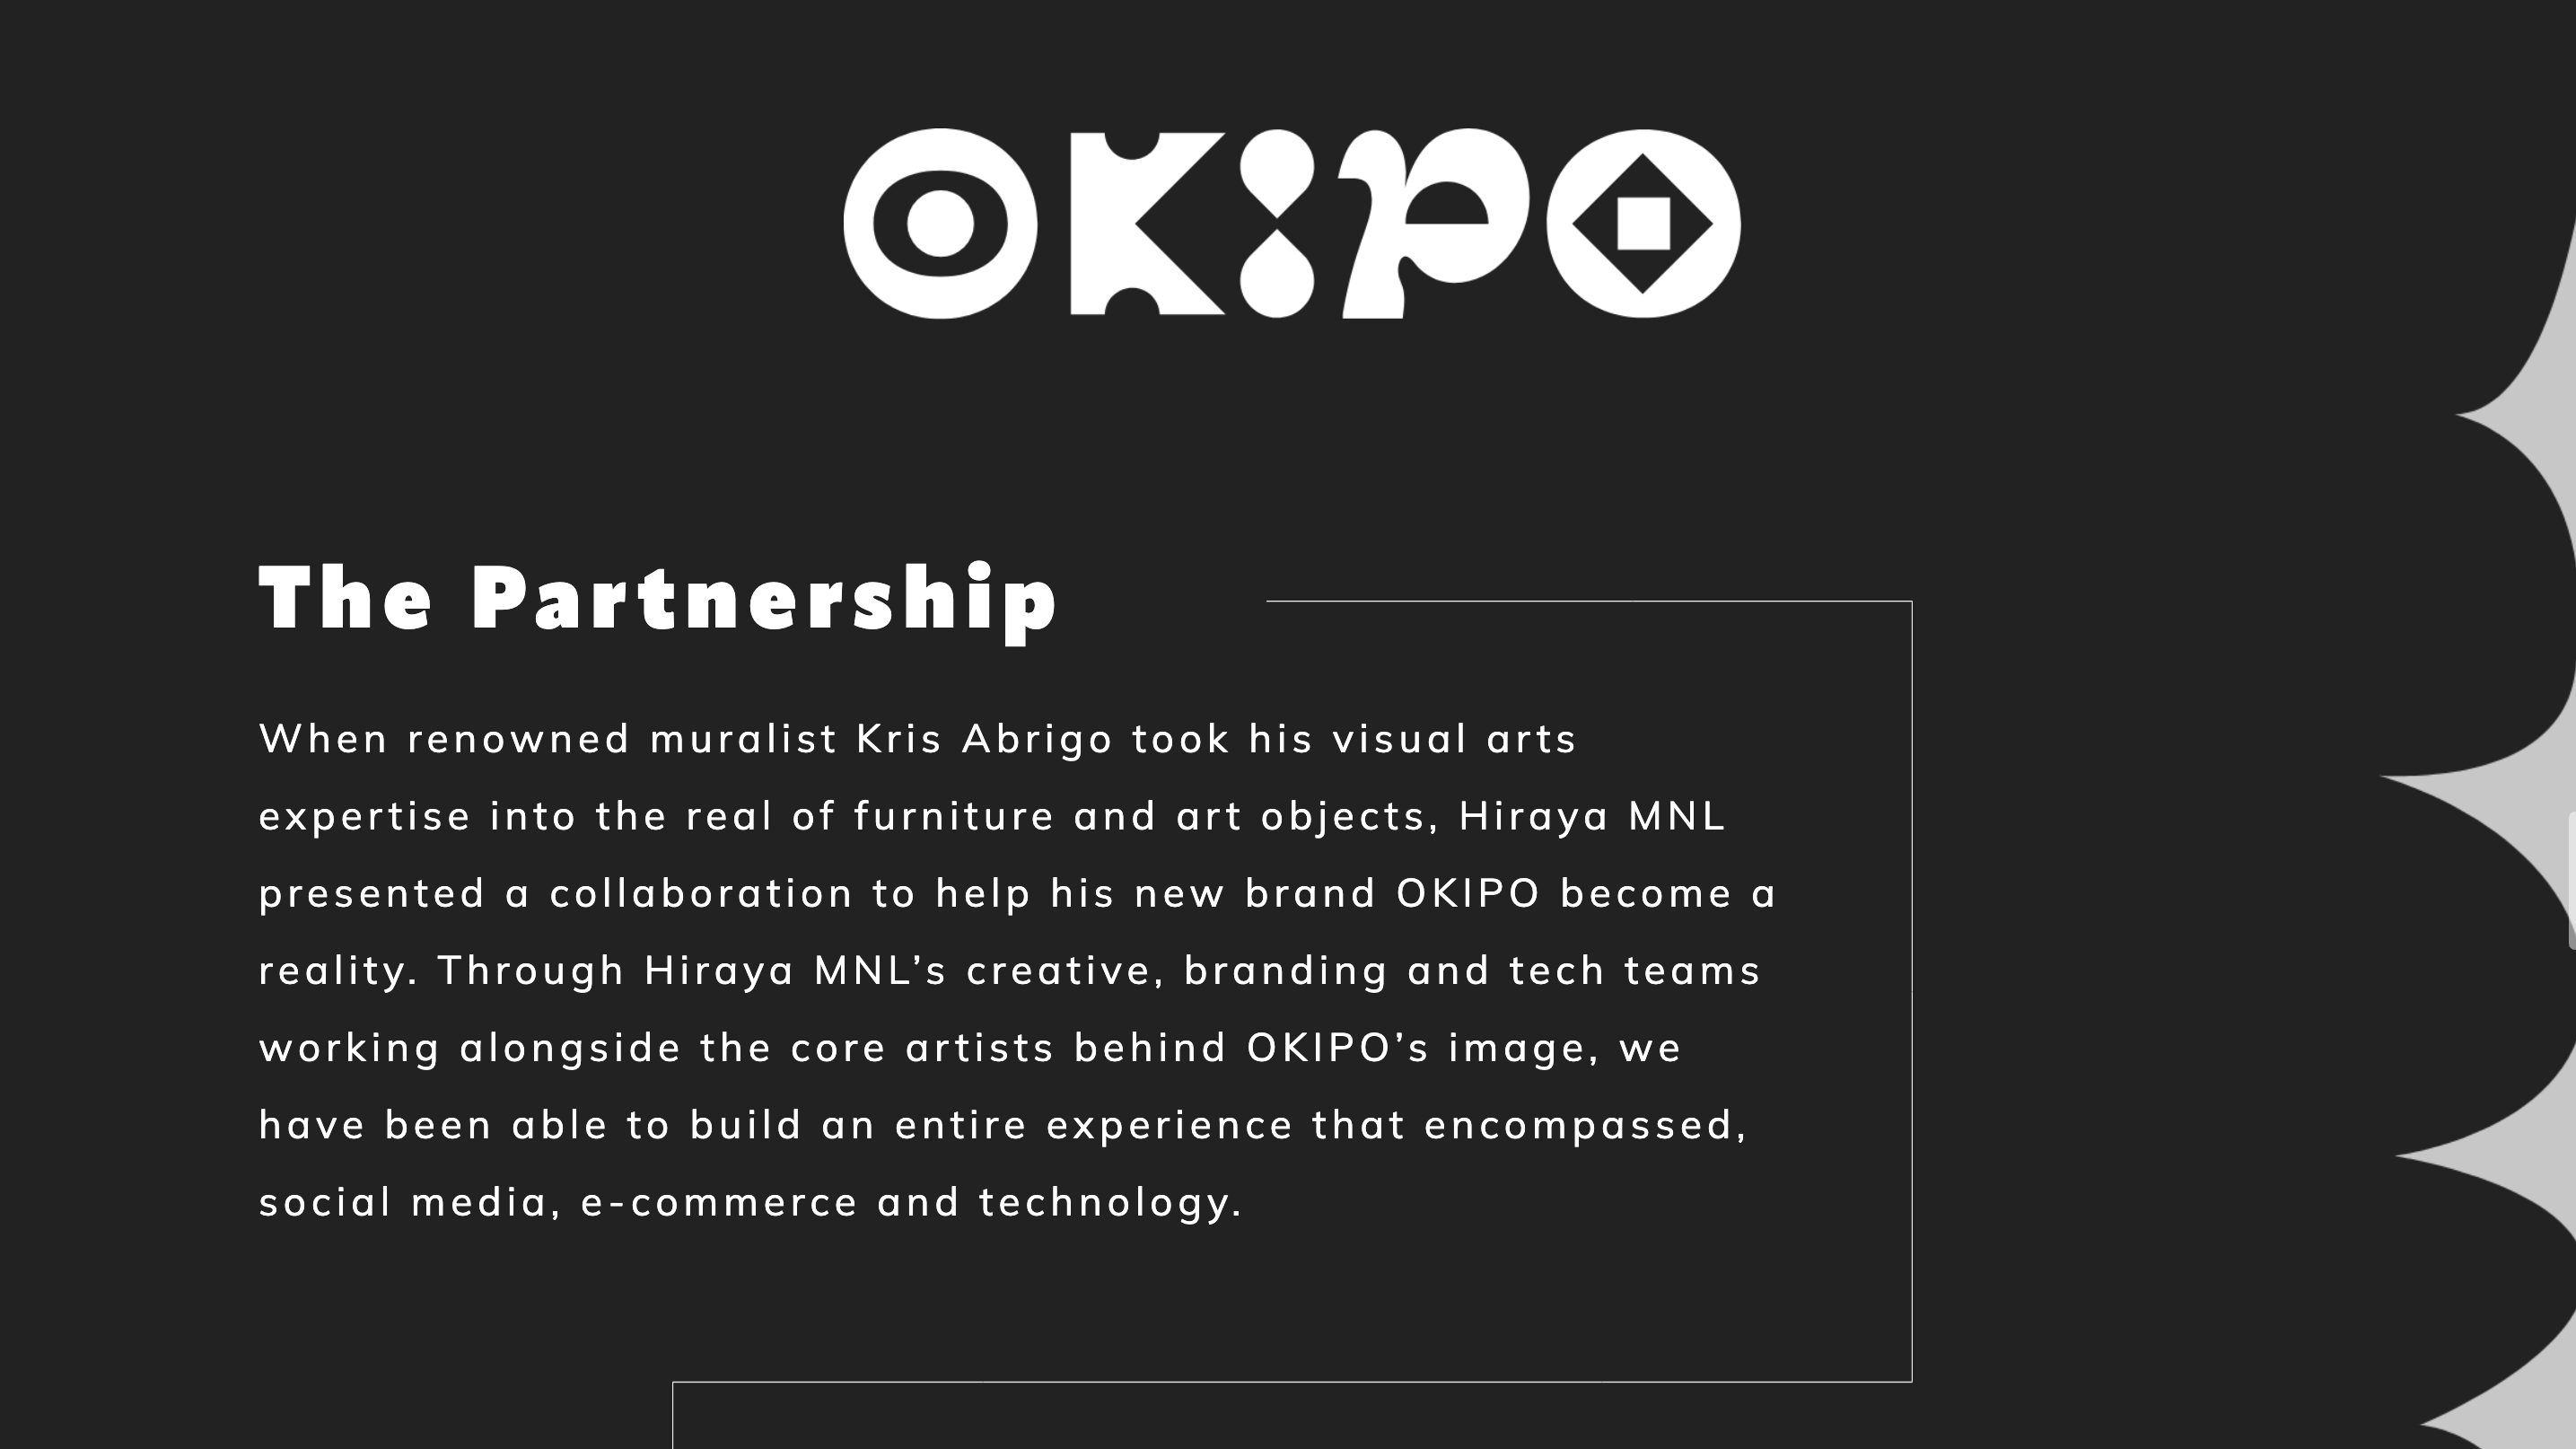 OKIPO
The Partnership
When renowned muralist Kris Abrigo took his visual arts
expertise into the real of furniture and art objects, Hiraya MNL
presented a collaboration to help his new brand OKIPO become a
reality. Through Hiraya MNL’s creative, branding and tech teams
working alongside the core artists behind OKIPO’s image, we
have been able to build an entire experience that encompassed,
social media, e-commerce and technology.